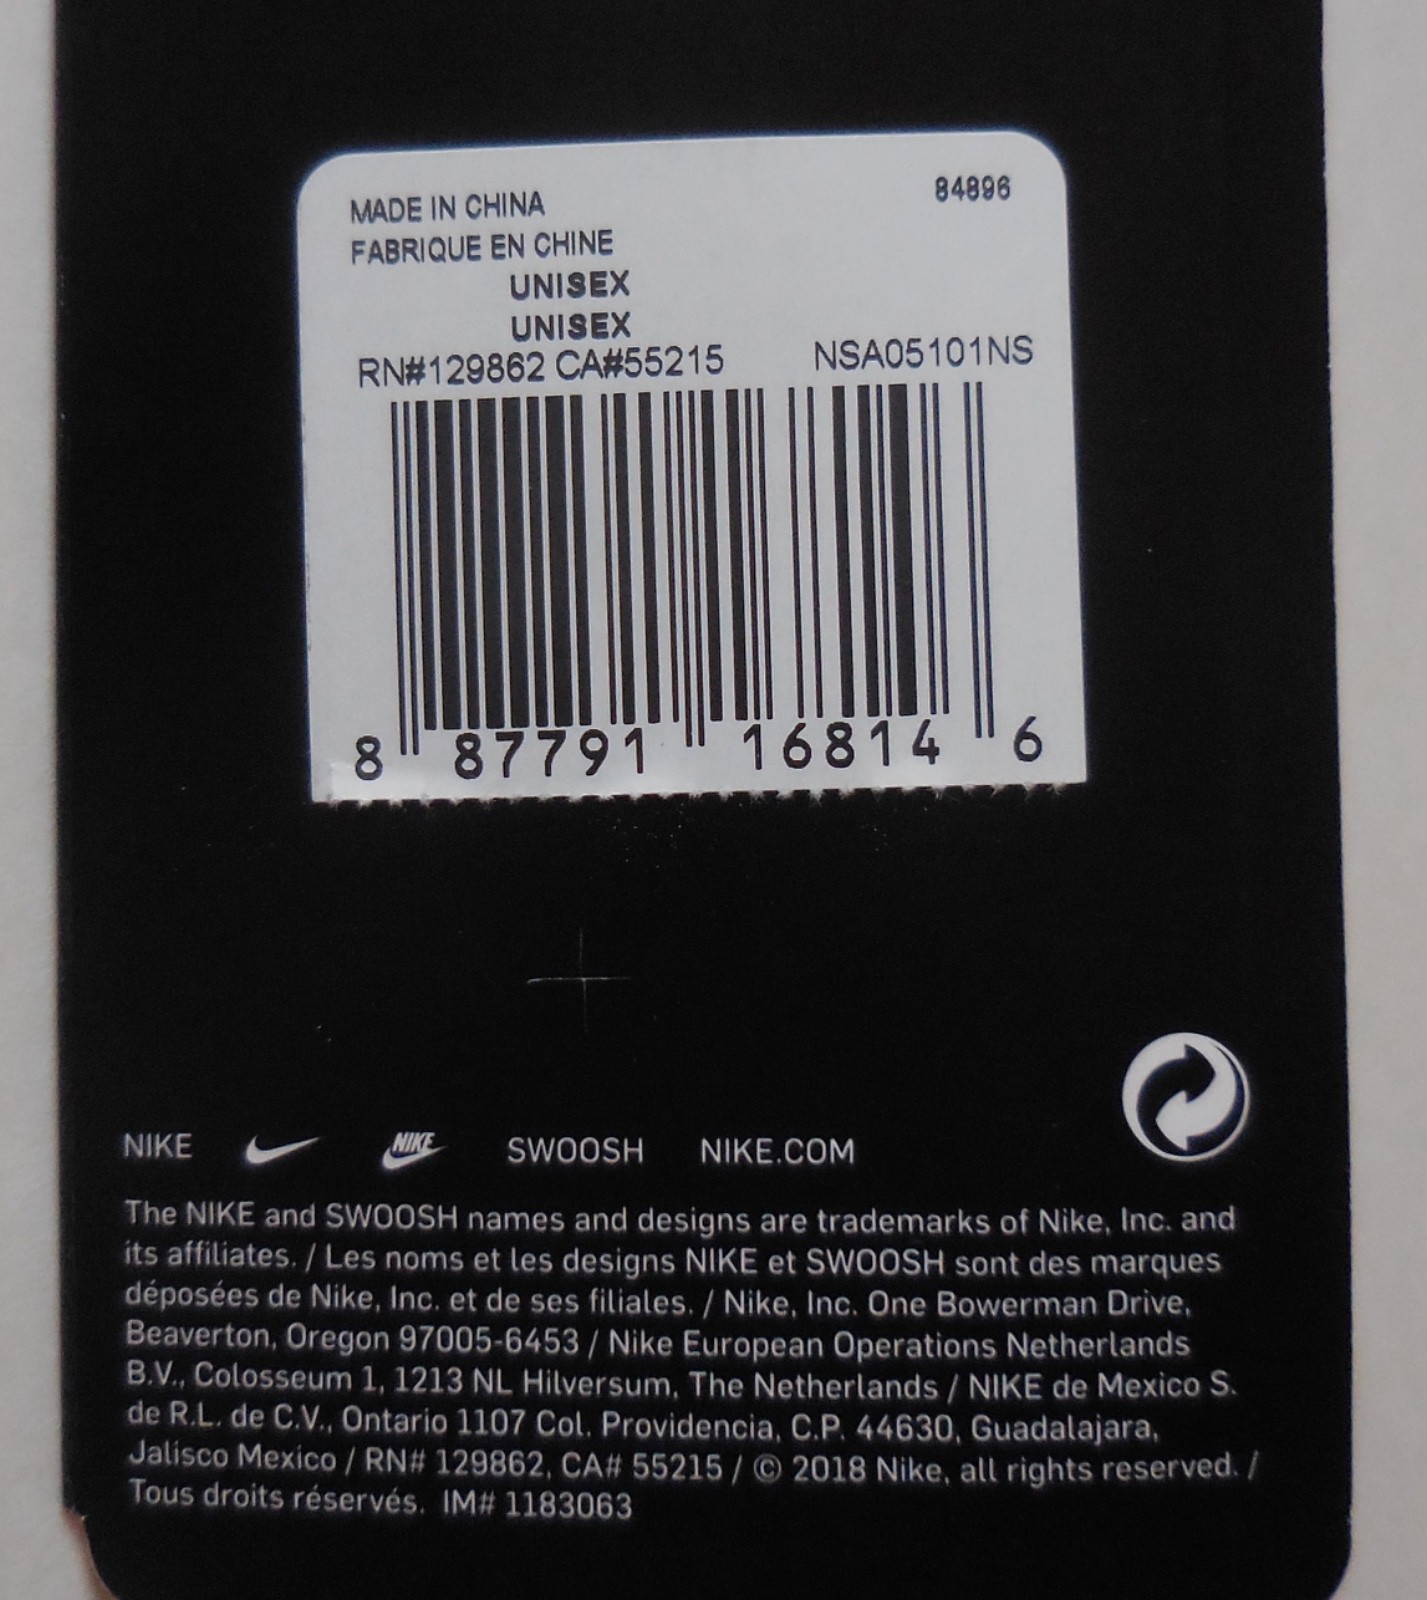 MADE IN CHINA
84896
FABRIQUE EN CHINE
UNISEX
UNISEX
RN#129862 CA#55215
NSA05101NS
8 87791 16814 6
NIKE NIKE SWOOSH NIKE.COM
The NIKE and SWOOSH names and designs are trademarks of Nike, Inc. and
its affiliates. / Les noms et les designs NIKE et SWOOSH sont des marques
déposées de Nike, Inc. et de ses filiales. / Nike, Inc. One Bowerman Drive,
Beaverton, Oregon 97005-6453 / Nike European Operations Netherlands
B.V., Colosseum 1, 1213 NL Hilversum, The Netherlands / NIKE de Mexico S.
de R.L. de C.V., Ontario 1107 Col. Providencia, C.P. 44630, Guadalajara,
Jalisco Mexico / RN# 129862, CA# 55215 / © 2018 Nike, all rights reserved. /
Tous droits réservés. IM# 1183063